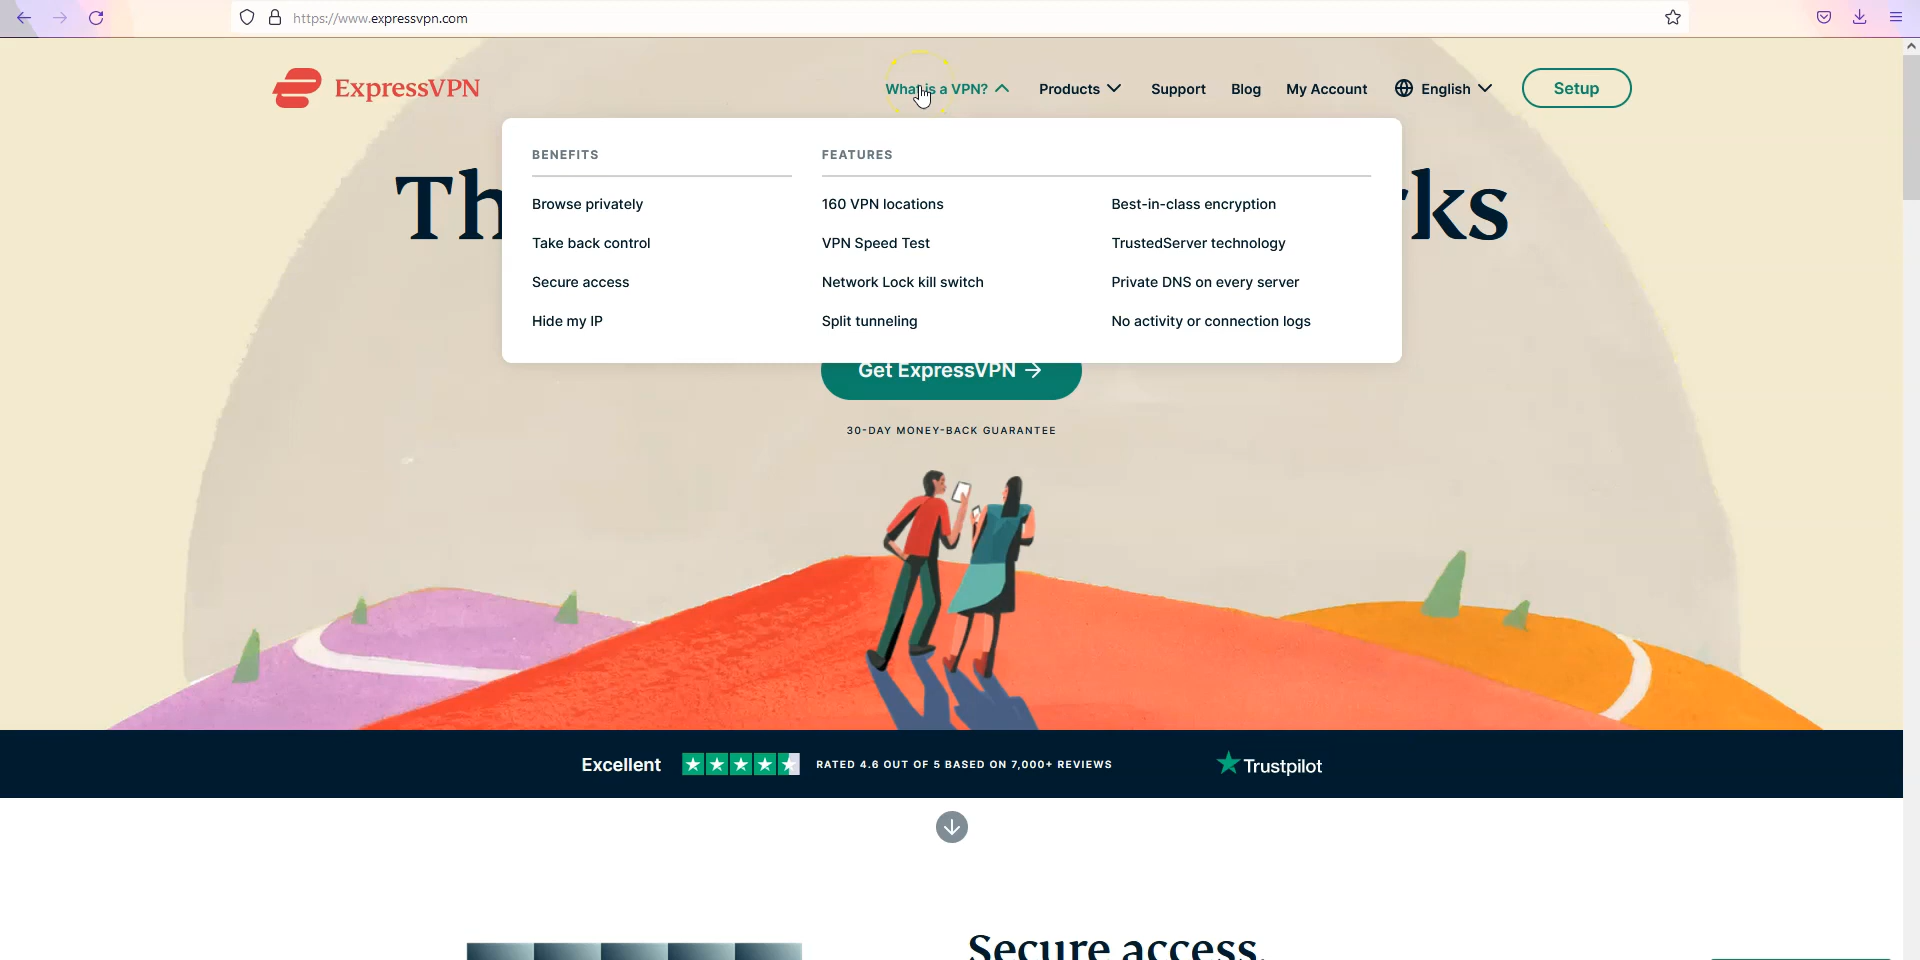 https://www.expressvpn.com
ExpressVPN
What is a VPN?
Products
Support
Blog
My Account
English
Setup
BENEFITS
FEATURES
Browse privately
160 VPN locations
Best-in-class encryption
Take back control
VPN Speed Test
TrustedServer technology
Secure access
Network Lock kill switch
Private DNS on every server
Hide my IP
Split tunneling
No activity or connection logs
Get ExpressVPN
30-DAY MONEY-BACK GUARANTEE
Excellent
RATED 4.6 OUT OF 5 BASED ON 7,000+ REVIEWS
Trustpilot
Secure access.